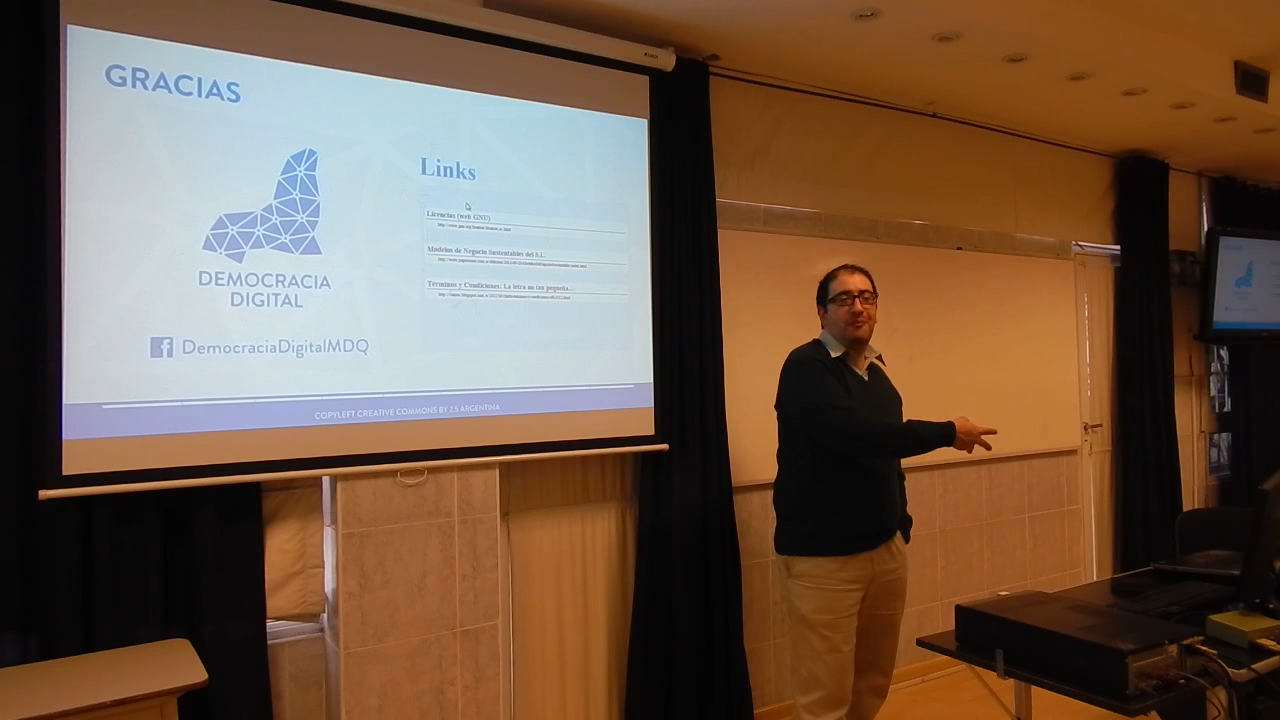 GRACIAS
Links
Licencias (web GNU)
Modelos de Negocio Sustentables del S.L.
Términos y Condiciones: La letra no tan pequeña...
DEMOCRACIA
DIGITAL
DemocraciaDigitalMDQ
COPYLEFT CREATIVE COMMONS BY 2.5 ARGENTINA